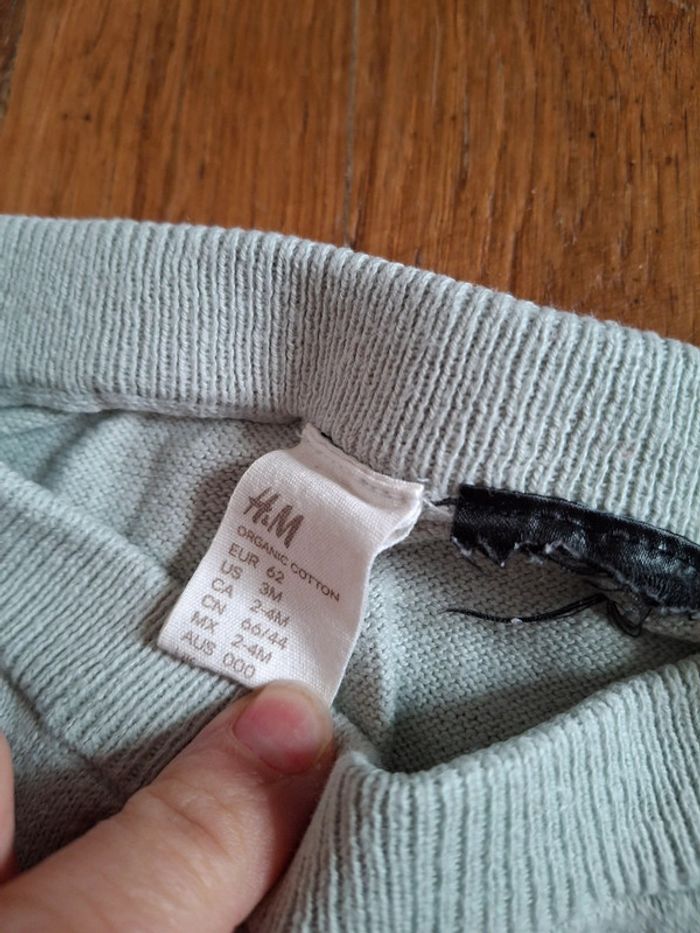 H&M
ORGANIC COTTON
EUR 62
US 3M
CA 2-4M
CN 66/44
MX 2-4M
AUS 000